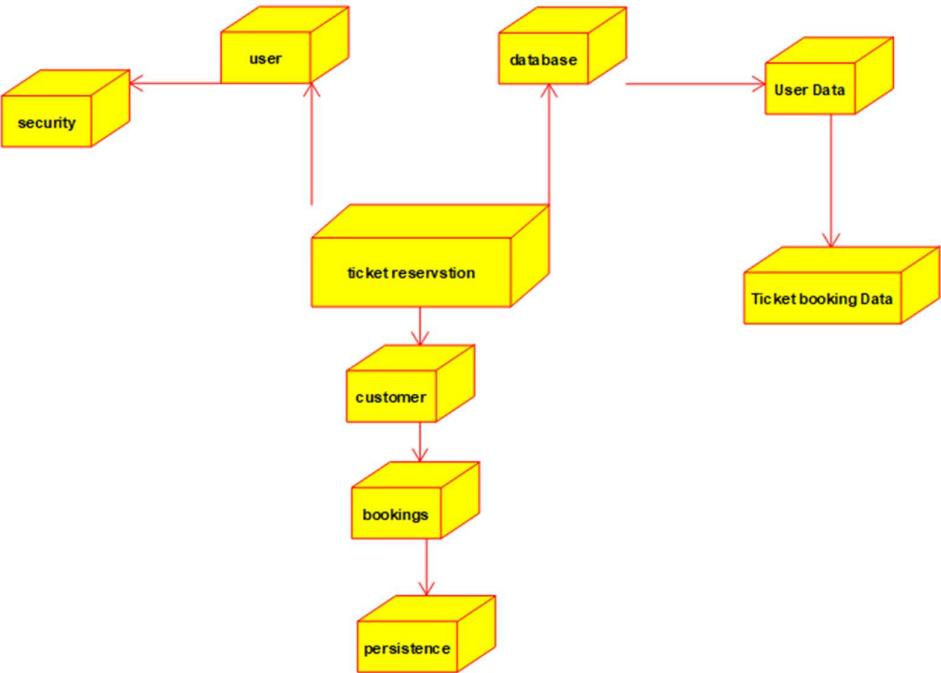 user
database
User Data
security
ticket reservstion
Ticket booking Data
customer
bookings
persistence